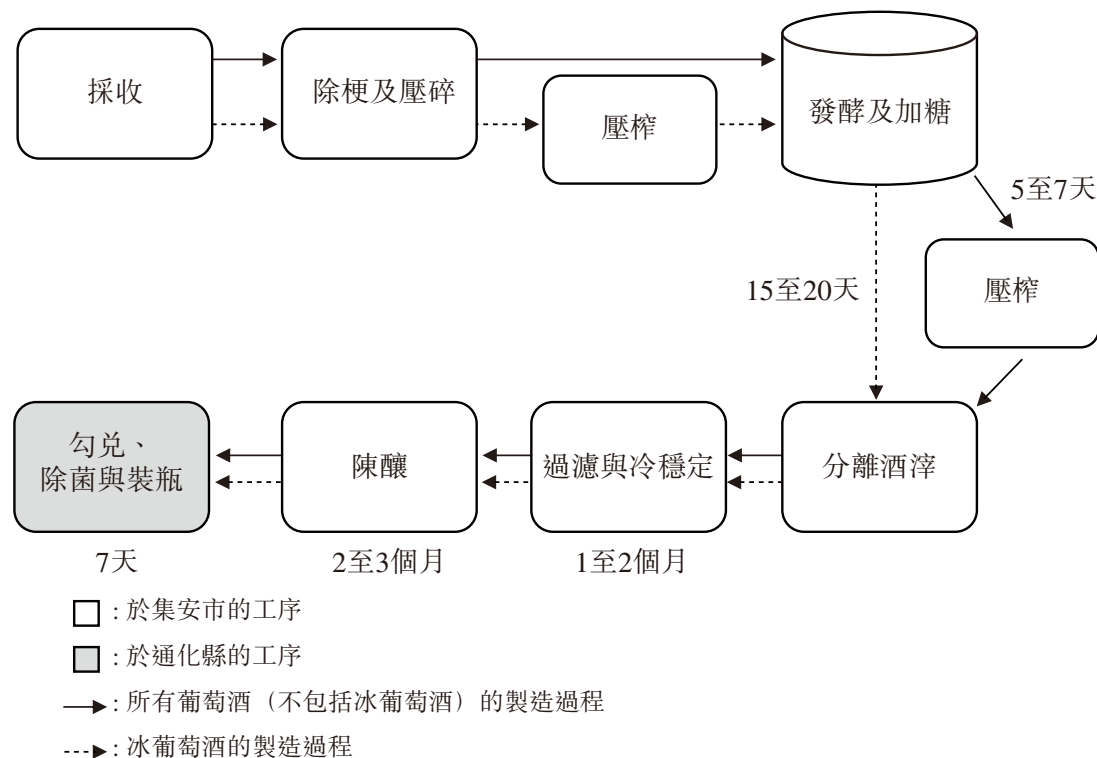 採收
除梗及壓碎
壓榨
發酵及加糖
5至7天
15至20天
壓榨
勾兑、
除菌與裝瓶
陳釀
過濾與冷穩定
分離酒滓
7天
2至3個月
1至2個月
: 於集安市的工序
: 於通化縣的工序
: 所有葡萄酒（不包括冰葡萄酒）的製造過程
: 冰葡萄酒的製造過程